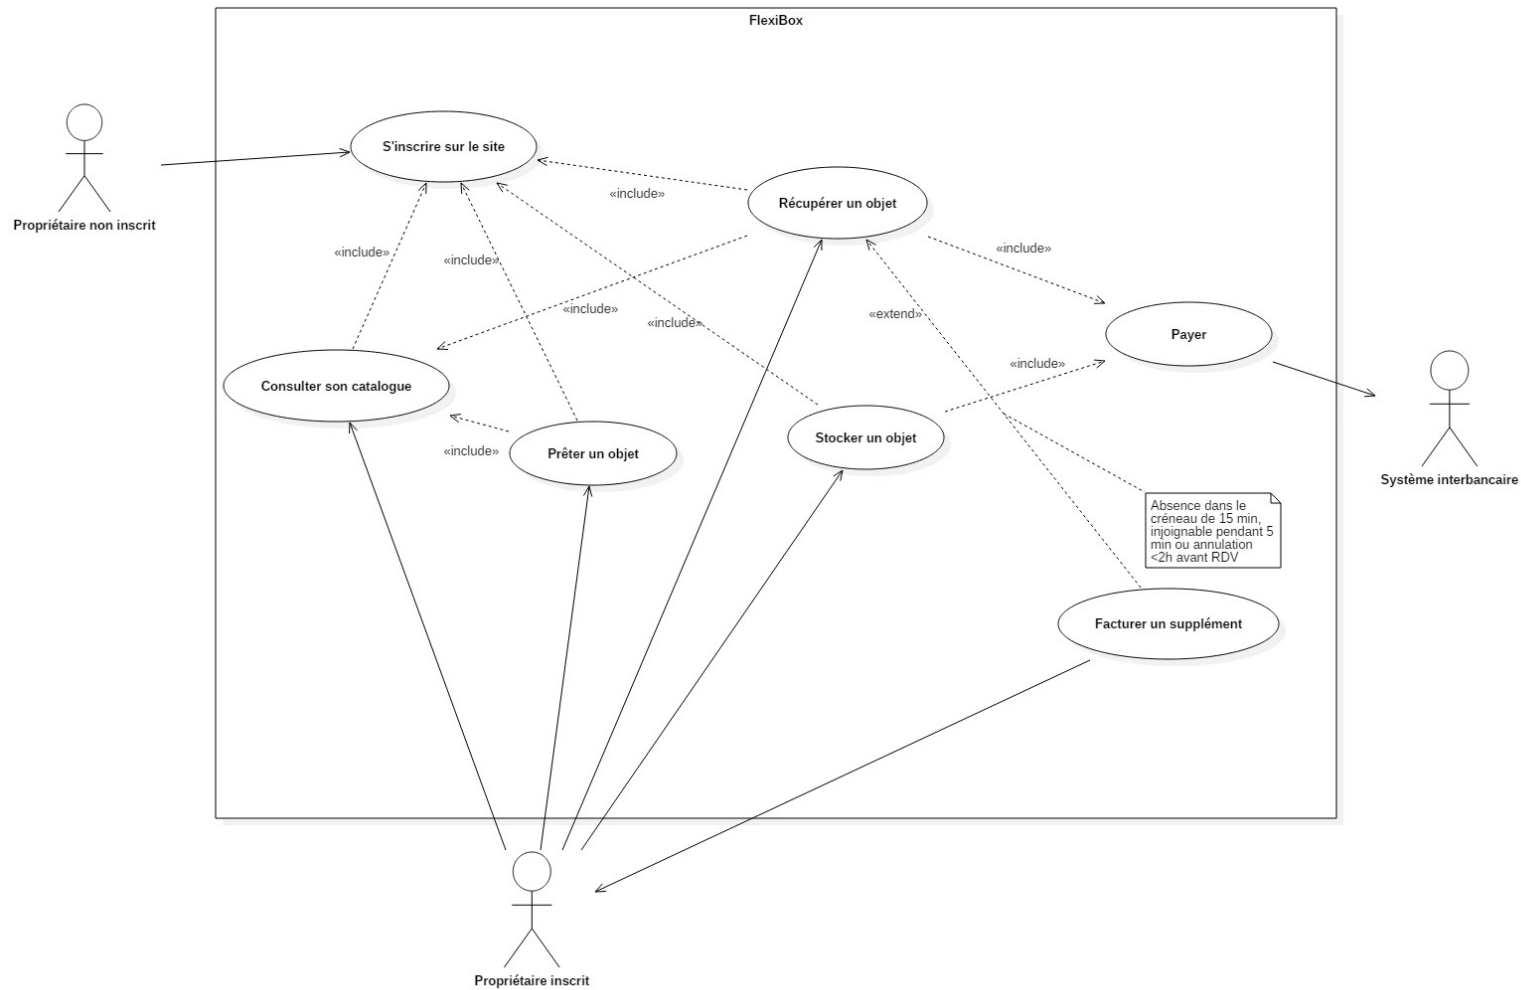 FlexiBox
S'inscrire sur le site
Récupérer un objet
Propriétaire non inscrit
«include»
«include»
«include»
«include»
«include»
«include»
«extend»
Payer
«include»
Consulter son catalogue
Stocker un objet
«include»
Prêter un objet
Système interbancaire
Absence dans le
créneau de 15 min,
injoignable pendant 5
min ou annulation
<2h avant RDV
Facturer un supplément
Propriétaire inscrit